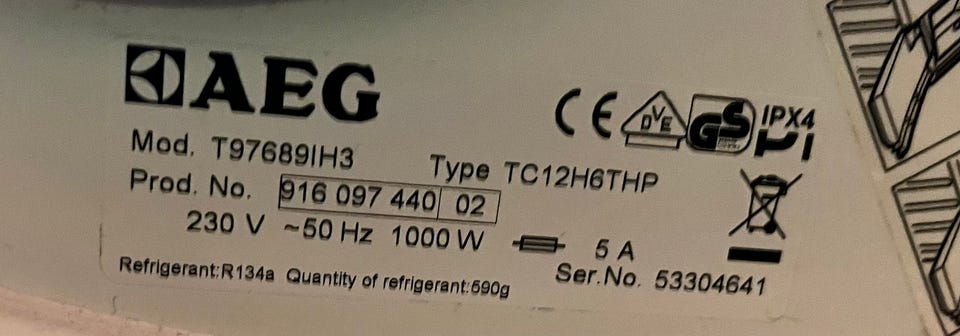 AEG
CE DVE GS IPX4
Mod. T97689IH3 Type TC12H6THP
Prod. No. 916 097 440 02
230 V ~50 Hz 1000 W 5 A
Refrigerant:R134a Quantity of refrigerant:590g Ser.No. 53304641